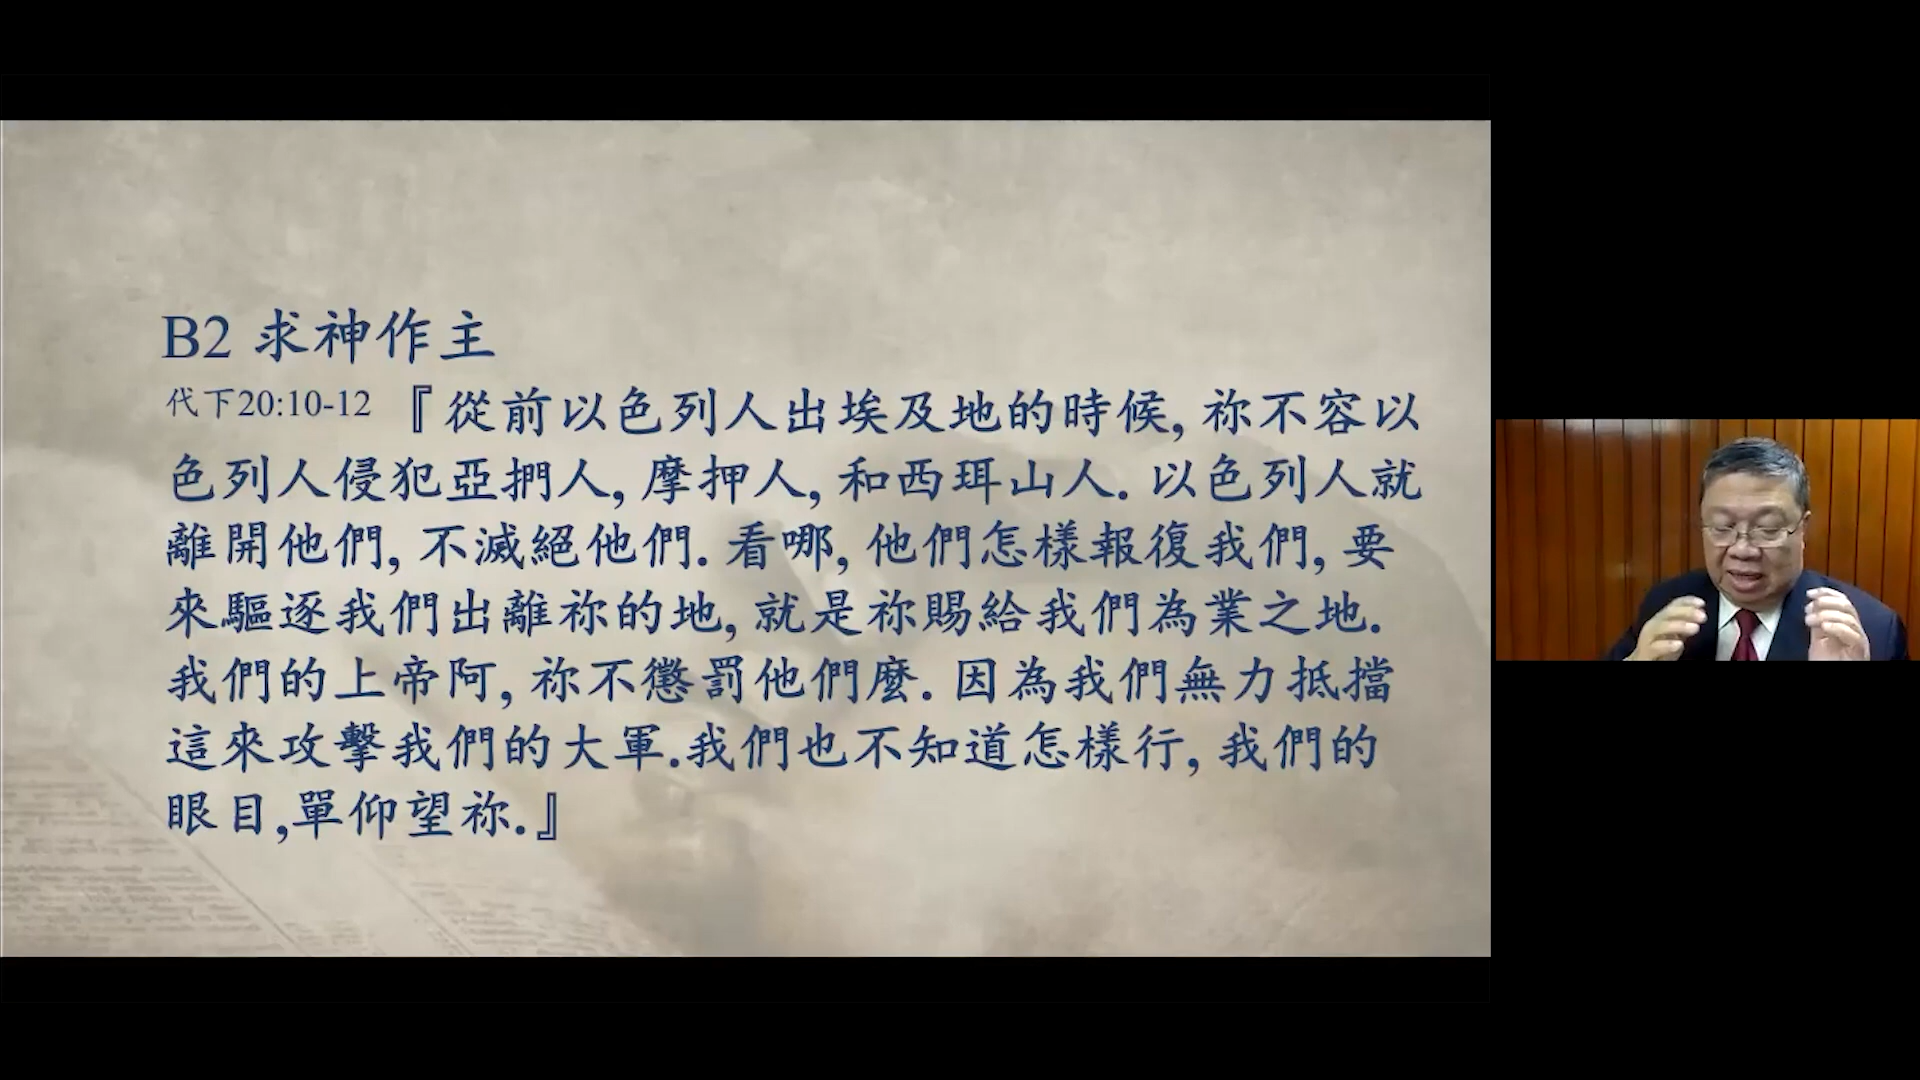 B2 求神作主
代下20:10-12 『從前以色列人出埃及地的時候, 祢不容以
色列人侵犯亞捫人, 摩押人, 和西珥山人. 以色列人就
離開他們, 不滅絕他們. 看哪, 他們怎樣報復我們, 要
來驅逐我們出離祢的地, 就是祢賜給我們為業之地.
我們的上帝阿, 祢不懲罰他們麼. 因為我們無力抵擋
這來攻擊我們的大軍.我們也不知道怎樣行, 我們的
眼目,單仰望祢.』